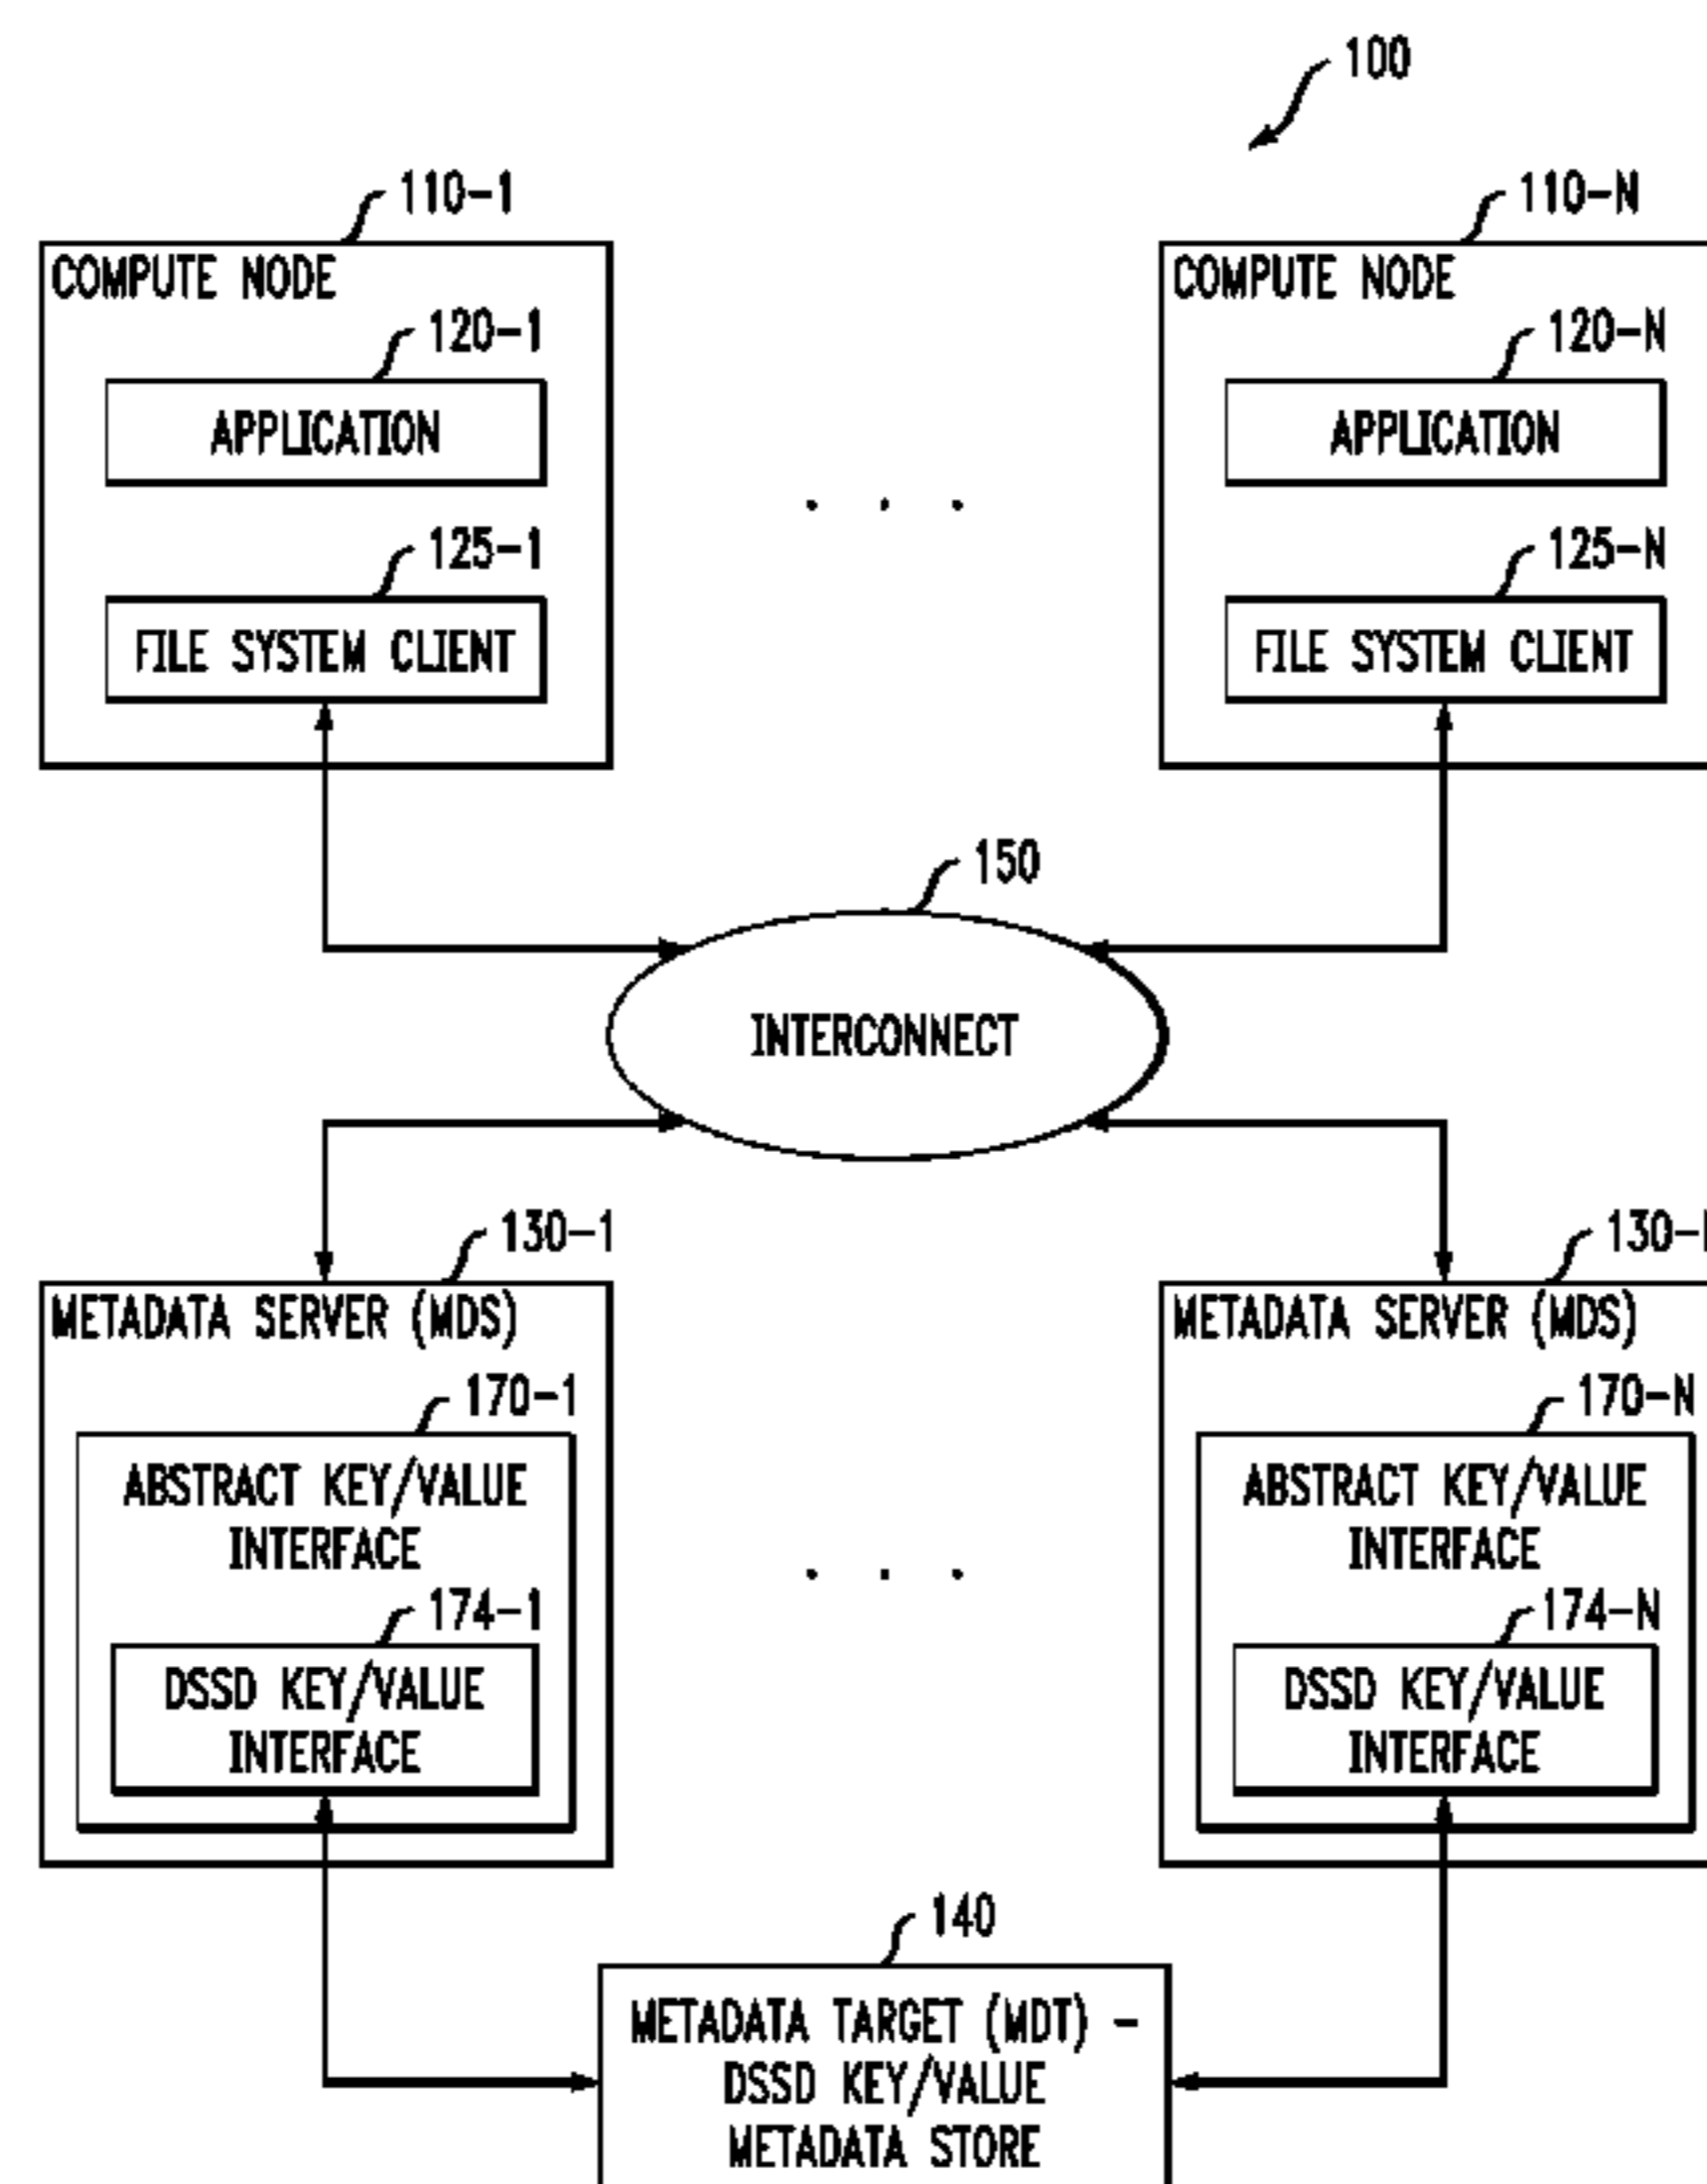 100
110-1
110-N
COMPUTE NODE
COMPUTE NODE
120-1
120-N
APPLICATION
APPLICATION
. . .
125-1
125-N
FILE SYSTEM CLIENT
FILE SYSTEM CLIENT
150
INTERCONNECT
130-1
METADATA SERVER (MDS)
METADATA SERVER (MDS)
170-1
170-N
ABSTRACT KEY/VALUE
INTERFACE
ABSTRACT KEY/VALUE
INTERFACE
. . .
174-1
174-N
DSSD KEY/VALUE
INTERFACE
DSSD KEY/VALUE
INTERFACE
140
METADATA TARGET (MDT) -
DSSD KEY/VALUE
METADATA STORE